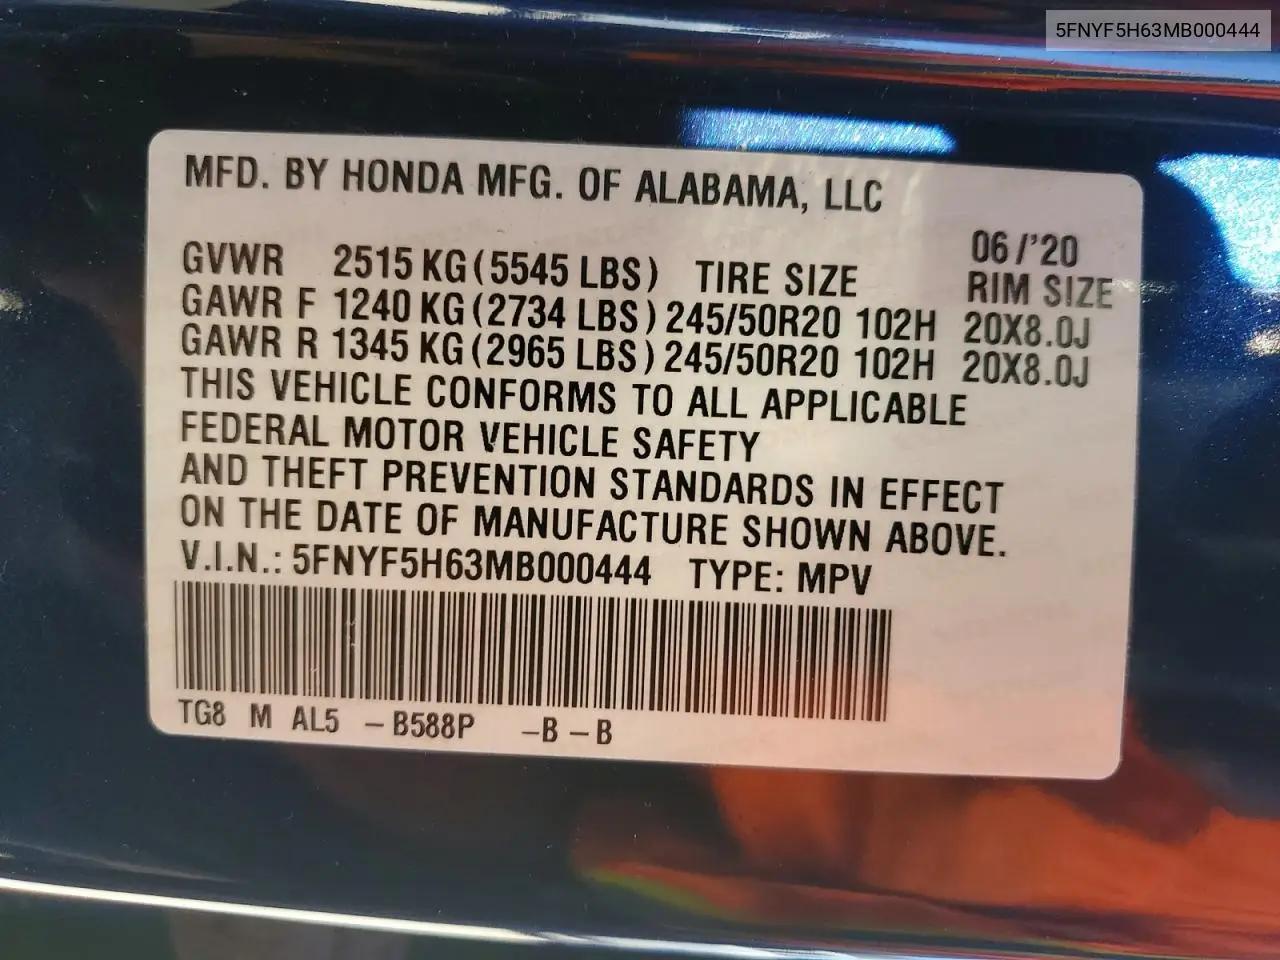 5FNYF5H63MB000444
MFD. BY HONDA MFG. OF ALABAMA, LLC
06/'20
GVWR 2515 KG (5545 LBS) TIRE SIZE RIM SIZE
GAWR F 1240 KG (2734 LBS) 245/50R20 102H 20X8.0J
GAWR R 1345 KG (2965 LBS) 245/50R20 102H 20X8.0J
THIS VEHICLE CONFORMS TO ALL APPLICABLE
FEDERAL MOTOR VEHICLE SAFETY
AND THEFT PREVENTION STANDARDS IN EFFECT
ON THE DATE OF MANUFACTURE SHOWN ABOVE.
V.I.N.: 5FNYF5H63MB000444 TYPE: MPV
TG8 M AL5 – B588P –B – B